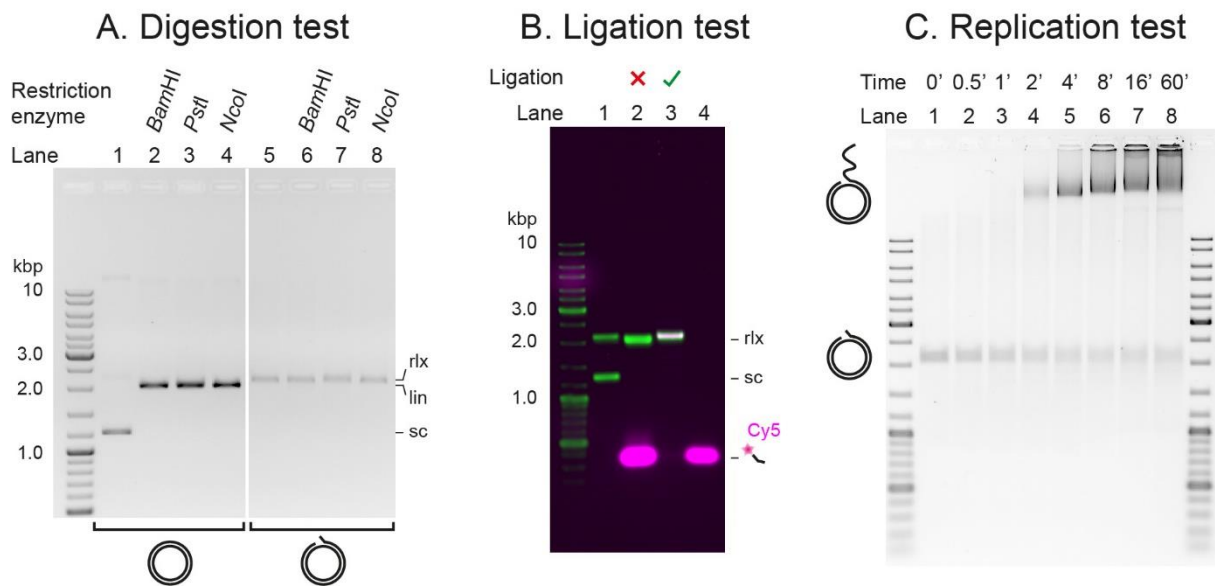 A. Digestion test
Restriction enzyme
BamHI PstI NcoI BamHI PstI NcoI
Lane 1 2 3 4 5 6 7 8
kbp
10
3.0
2.0
1.0
rlx
lin
sc
B. Ligation test
Ligation ✗ ✓
Lane 1 2 3 4
kbp
10
3.0
2.0
1.0
rlx
sc
Cy5
C. Replication test
Time 0’ 0.5’ 1’ 2’ 4’ 8’ 16’ 60’
Lane 1 2 3 4 5 6 7 8